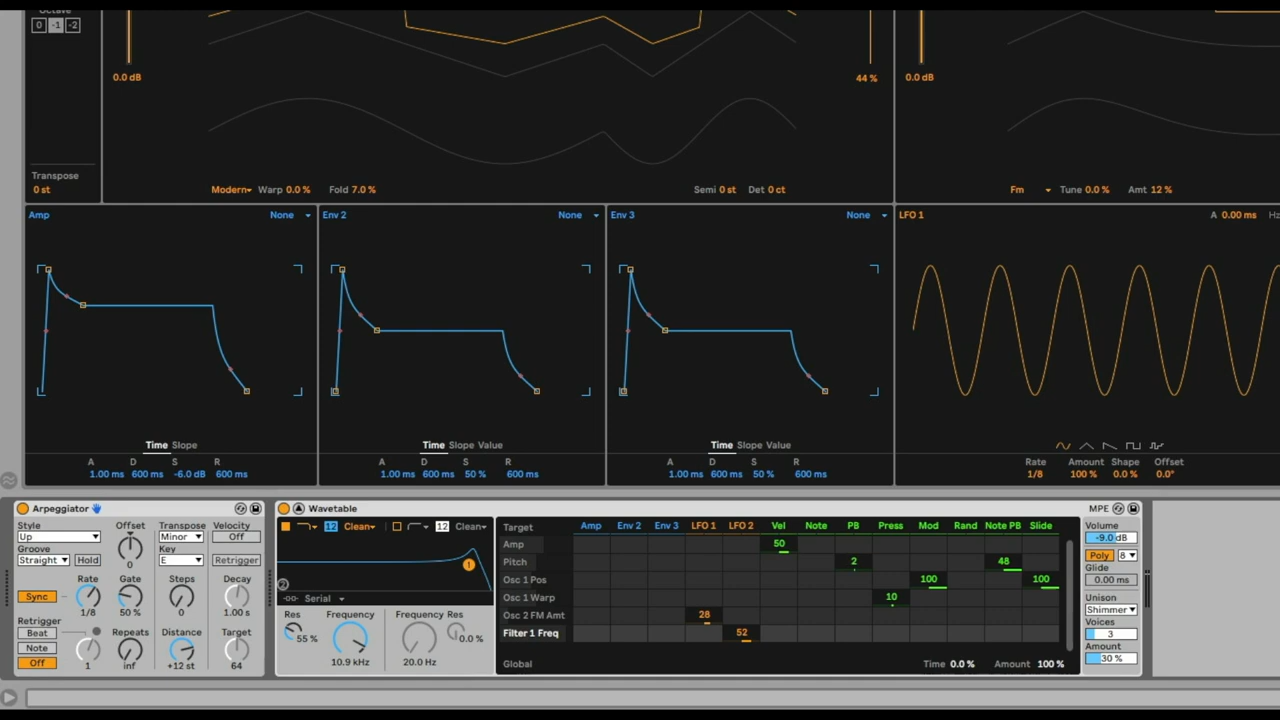 Octave
0 -1 -2
0.0 dB
44 %
0.0 dB
Transpose
0 st
Modern Warp 0.0 % Fold 7.0 %
Semi 0 st Det 0 ct
Fm Tune 0.0 % Amt 12 %
Amp None
Env 2 None
Env 3 None
LFO 1 A 0.00 ms Hz
Time Slope
A D S R
1.00 ms 600 ms -6.0 dB 600 ms
Time Slope Value
A D S R
1.00 ms 600 ms 50 % 600 ms
Time Slope Value
A D S R
1.00 ms 600 ms 50 % 600 ms
Rate Amount Shape Offset
1/8 100 % 0.0 % 0.0°
Arpeggiator
Style
Up
Groove
Straight Hold
Offset
0
Transpose
Minor
Key
E
Velocity
Off
Retrigger
Rate
Sync
1/8
Gate
50 %
Steps
0
Decay
1.00 s
Retrigger
Beat
Note
Off
1
Repeats
inf
Distance
+12 st
Target
64
Wavetable
12 Clean
12 Clean
1
2
Serial
Res
55 %
Frequency
10.9 kHz
Frequency
20.0 Hz
Res
0.0 %
Target Amp Env 2 Env 3 LFO 1 LFO 2 Vel Note PB Press Mod Rand Note PB Slide
Amp 50
Pitch 2 48
Osc 1 Pos 100 100
Osc 1 Warp 10
Osc 2 FM Amt 28
Filter 1 Freq 52
Global Time 0.0 % Amount 100 %
MPE
Volume
-9.0 dB
Poly 8
Glide
0.00 ms
Unison
Shimmer
Voices
3
Amount
30 %